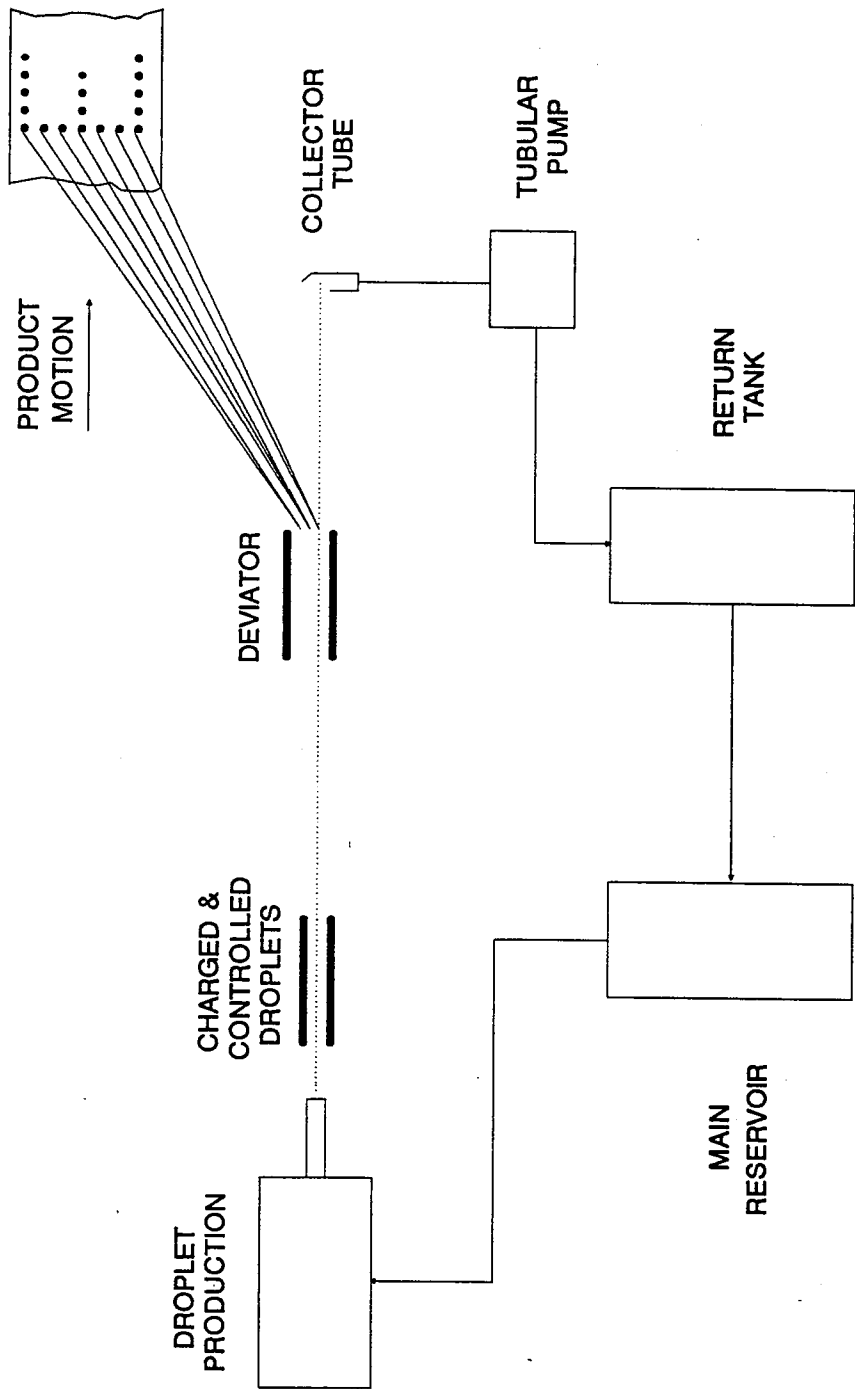 DROPLET
PRODUCTION
CHARGED &
CONTROLLED
DROPLETS
DEVIATOR
PRODUCT
MOTION
COLLECTOR
TUBE
TUBULAR
PUMP
RETURN
TANK
MAIN
RESERVOIR